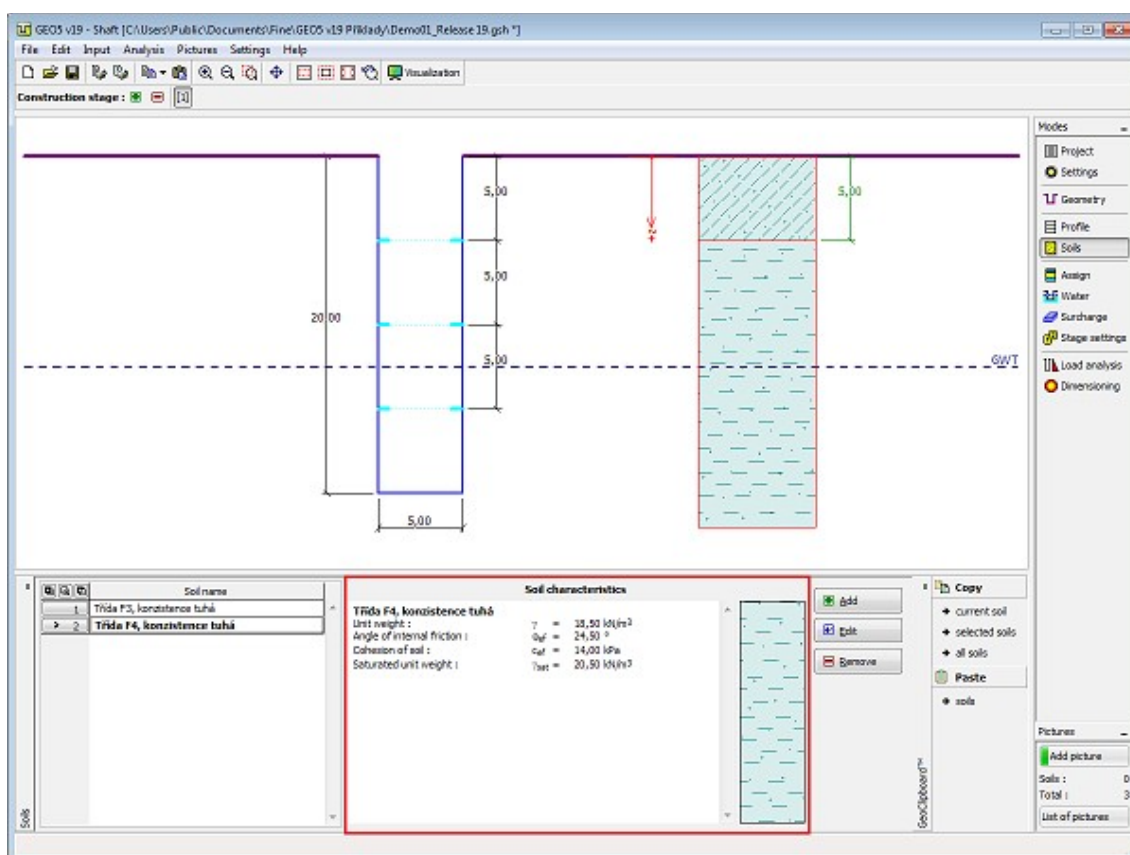 GEO5 v19 - Shaft [C:\Users\Public\Documents\Fine\GEO5 v19 Příklady\Demo01_Release 19.gsh *]
File Edit Input Analysis Pictures Settings Help
Visualization
Construction stage : [1]
5,00
5,00
5,00
20,00
5,00
+z
5,00
GWT
Modes
Project
Settings
Geometry
Profile
Soils
Assign
Water
Surcharge
Stage settings
Load analysis
Dimensioning
Soil name
1 Třída F3, konzistence tuhá
> 2 Třída F4, konzistence tuhá
Soil characteristics
Třída F4, konzistence tuhá
Unit weight : γ = 18,50 kN/m³
Angle of internal friction : φef = 24,50 °
Cohesion of soil : cef = 14,00 kPa
Saturated unit weight : γsat = 20,50 kN/m³
Add
Edit
Remove
Copy
current soil
selected soils
all soils
Paste
soils
GeoClipboard™
Soils
Pictures
Add picture
Soils : 0
Total : 3
List of pictures